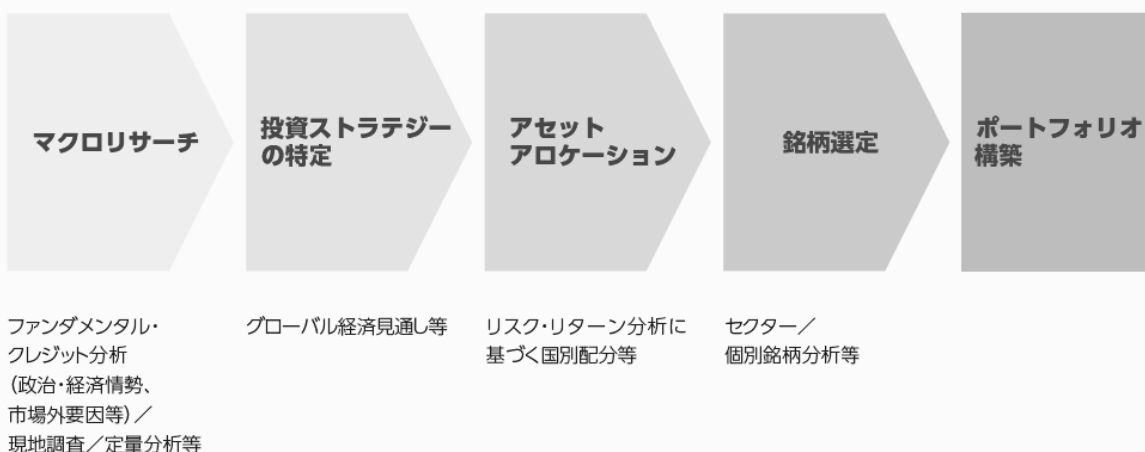 マクロリサーチ
投資ストラテジー
の特定
アセット
アロケーション
銘柄選定
ポートフォリオ
構築
ファンダメンタル・
クレジット分析
(政治・経済情勢、
市場外要因等)／
現地調査／定量分析等
グローバル経済見通し等
リスク・リターン分析に
基づく国別配分等
セクター／
個別銘柄分析等